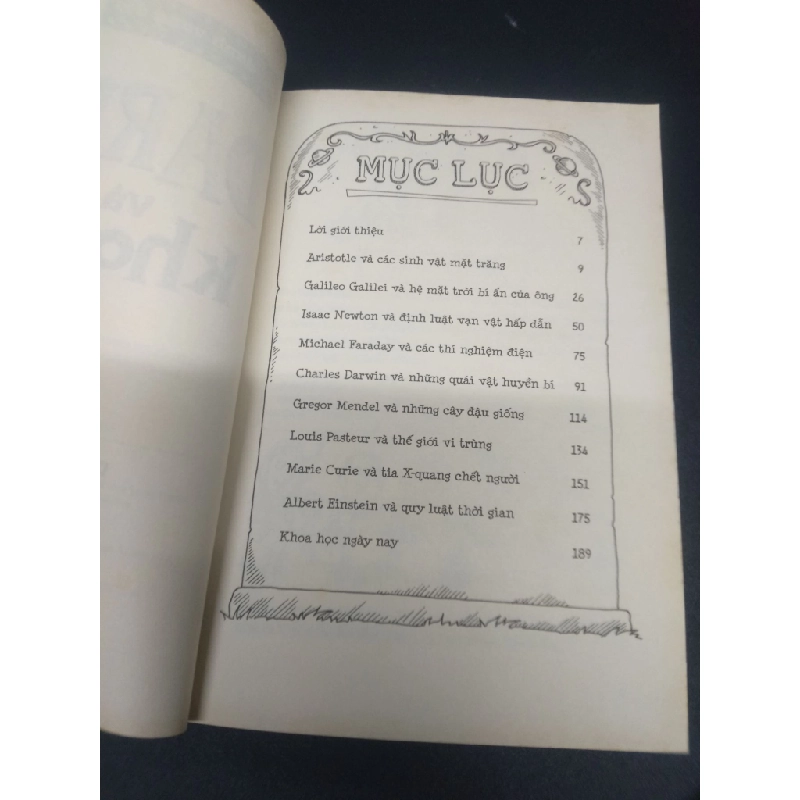 MỤC LỤC
Lời giới thiệu 7
Aristotle và các sinh vật mặt trăng 9
Galileo Galilei và hệ mặt trời bí ẩn của ông 26
Isaac Newton và định luật vạn vật hấp dẫn 50
Michael Faraday và các thí nghiệm điện 75
Charles Darwin và những quái vật huyền bí 91
Gregor Mendel và những cây đậu giống 114
Louis Pasteur và thế giới vi trùng 134
Marie Curie và tia X-quang chết người 151
Albert Einstein và quy luật thời gian 175
Khoa học ngày nay 189